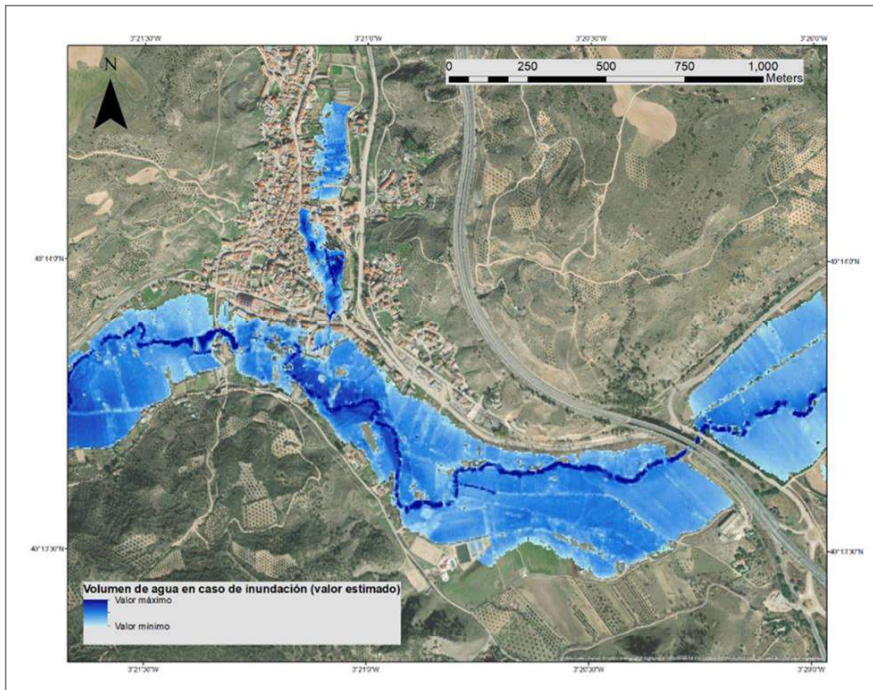 3°21'30"W
3°21'0"W
3°20'30"W
3°20'0"W
N
0 250 500 750 1,000
Meters
40°14'0"N
40°14'0"N
40°13'30"N
40°13'30"N
Volumen de agua en caso de inundación (valor estimado)
Valor máximo
Valor mínimo
3°21'30"W
3°21'0"W
3°20'30"W
3°20'0"W